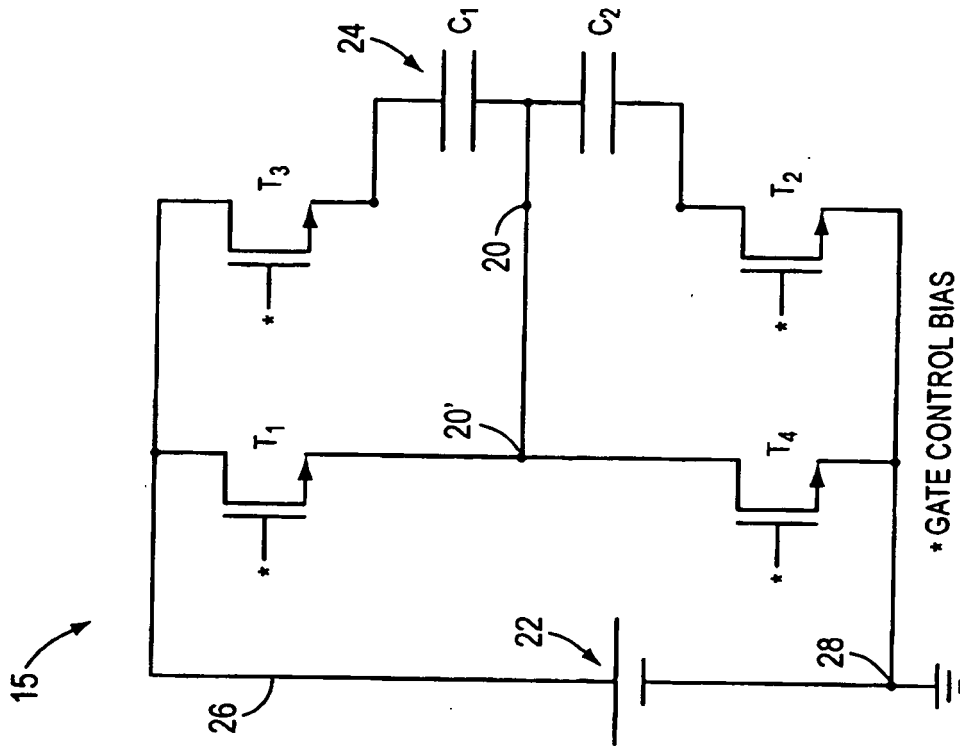 15
26
22
28
T1
*
20'
T4
*
T3
*
20
T2
*
24
C1
C2
* GATE CONTROL BIAS